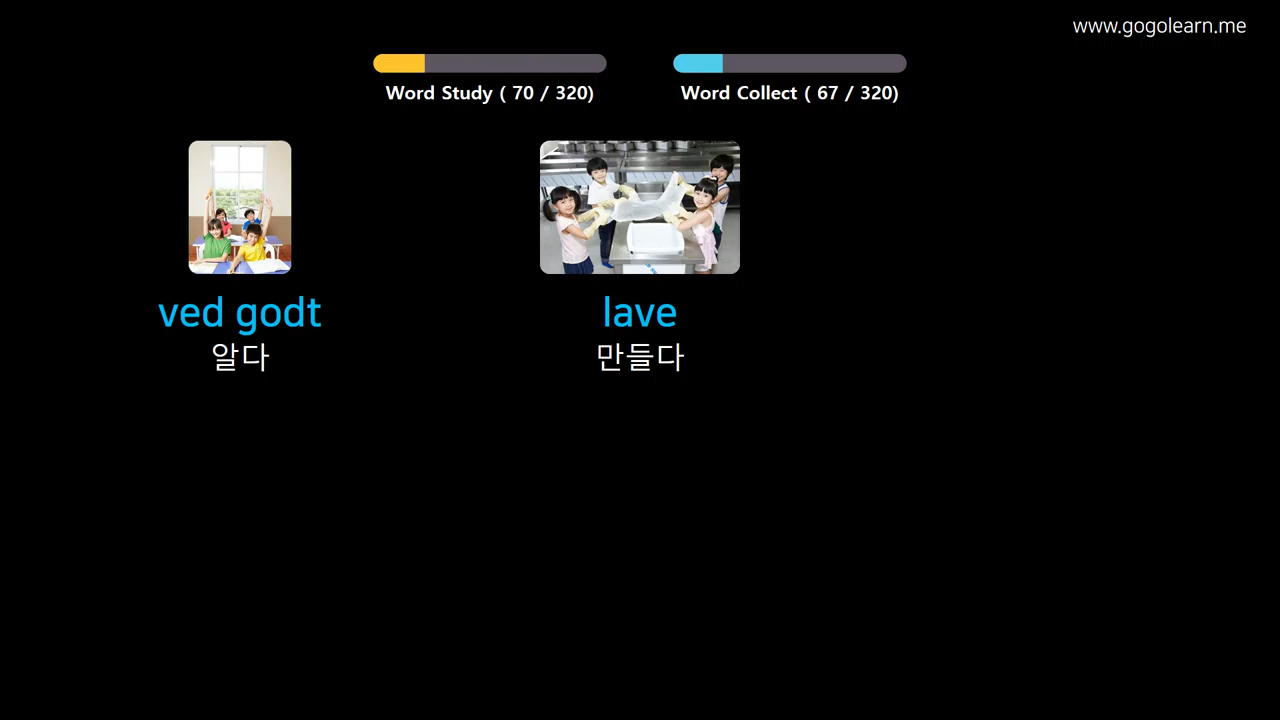 www.gogolearn.me
Word Study ( 70 / 320)
Word Collect ( 67 / 320)
ved godt
알다
lave
만들다